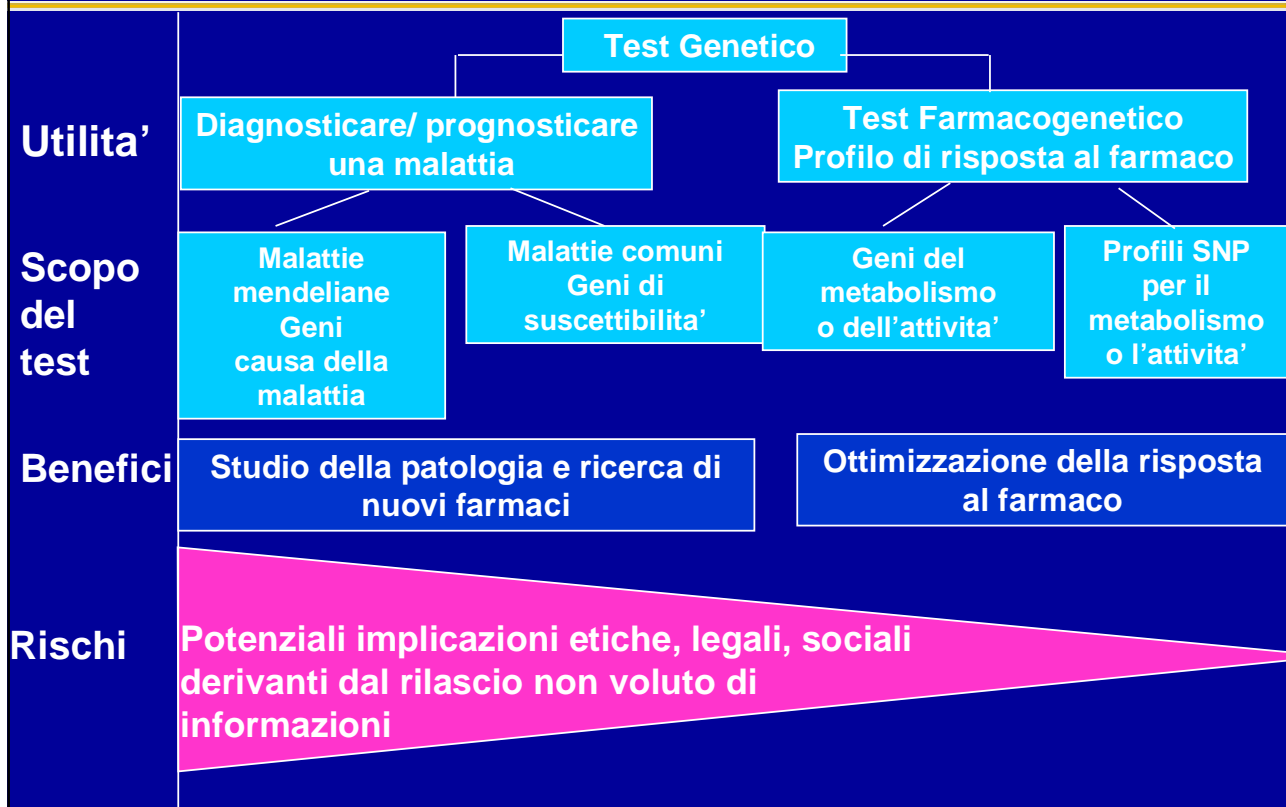 Test Genetico
Utilita’
Diagnosticare/ prognosticare
una malattia
Test Farmacogenetico
Profilo di risposta al farmaco
Scopo
del
test
Malattie
mendeliane
Geni
causa della
malattia
Malattie comuni
Geni di
suscettibilita’
Geni del
metabolismo
o dell’attivita’
Profili SNP
per il
metabolismo
o l’attivita’
Benefici
Studio della patologia e ricerca di
nuovi farmaci
Ottimizzazione della risposta
al farmaco
Rischi
Potenziali implicazioni etiche, legali, sociali
derivanti dal rilascio non voluto di
informazioni